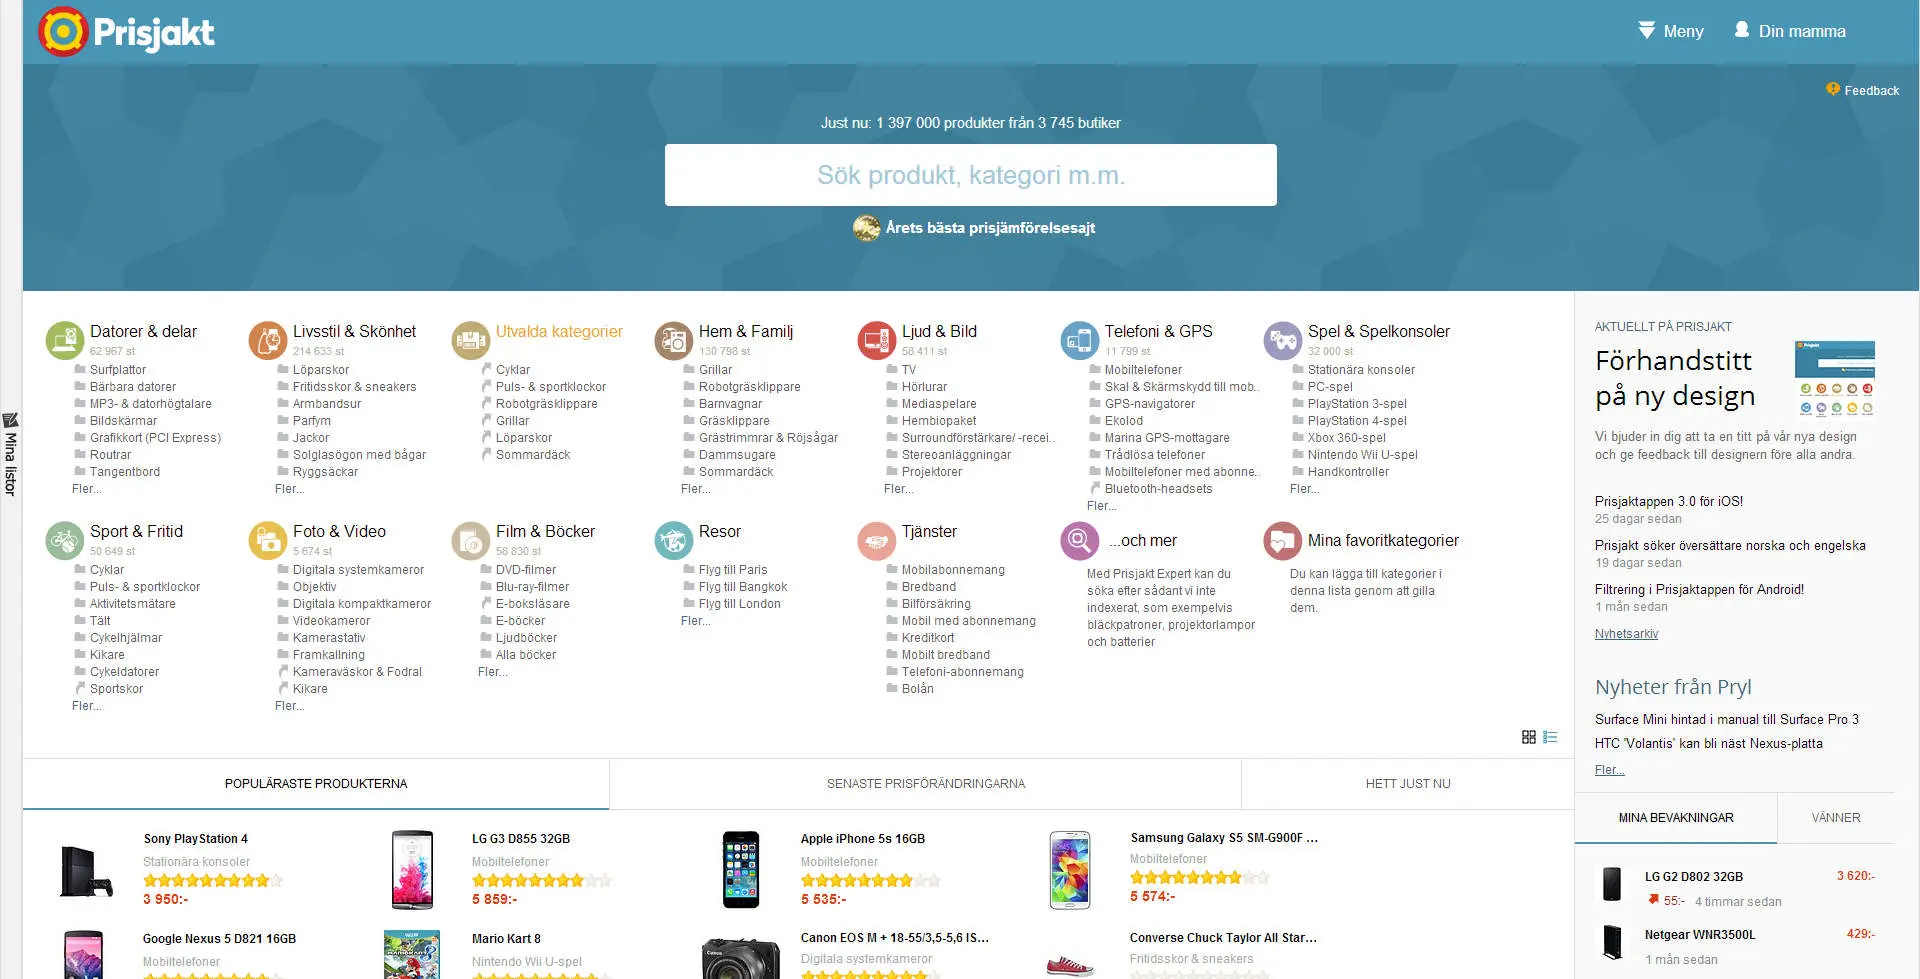 Prisjakt
Meny
Din mamma
Feedback
Just nu: 1 397 000 produkter från 3 745 butiker
Sök produkt, kategori m.m.
Årets bästa prisjämförelsesajt
Mina listor
Datorer & delar
62 967 st
Surfplattor
Bärbara datorer
MP3- & datorhögtalare
Bildskärmar
Grafikkort (PCI Express)
Routrar
Tangentbord
Fler...
Livsstil & Skönhet
214 633 st
Löparskor
Fritidsskor & sneakers
Armbandsur
Parfym
Jackor
Solglasögon med bågar
Ryggsäckar
Fler...
Utvalda kategorier
Cyklar
Puls- & sportklockor
Robotgräsklippare
Grillar
Löparskor
Sommardäck
Hem & Familj
130 798 st
Grillar
Robotgräsklippare
Barnvagnar
Gräsklippare
Grästrimmrar & Röjsågar
Dammsugare
Sommardäck
Fler...
Ljud & Bild
58 411 st
TV
Hörlurar
Mediaspelare
Hembiopaket
Surroundförstärkare/ -recei..
Stereoanläggningar
Projektorer
Fler...
Telefoni & GPS
11 799 st
Mobiltelefoner
Skal & Skärmskydd till mob..
GPS-navigatorer
Ekolod
Marina GPS-mottagare
Trådlösa telefoner
Mobiltelefoner med abonne..
Bluetooth-headsets
Fler...
Spel & Spelkonsoler
32 000 st
Stationära konsoler
PC-spel
PlayStation 3-spel
PlayStation 4-spel
Xbox 360-spel
Nintendo Wii U-spel
Handkontroller
Fler...
Sport & Fritid
50 649 st
Cyklar
Puls- & sportklockor
Aktivitetsmätare
Tält
Cykelhjälmar
Kikare
Cykeldatorer
Sportskor
Fler...
Foto & Video
5 674 st
Digitala systemkameror
Objektiv
Digitala kompaktkameror
Videokameror
Kamerastativ
Framkallning
Kameraväskor & Fodral
Kikare
Fler...
Film & Böcker
58 830 st
DVD-filmer
Blu-ray-filmer
E-boksläsare
E-böcker
Ljudböcker
Alla böcker
Fler...
Resor
Flyg till Paris
Flyg till Bangkok
Flyg till London
Fler...
Tjänster
Mobilabonnemang
Bredband
Bilförsäkring
Mobil med abonnemang
Kreditkort
Mobilt bredband
Telefoni-abonnemang
Bolån
...och mer
Med Prisjakt Expert kan du
söka efter sådant vi inte
indexerat, som exempelvis
bläckpatroner, projektorlampor
och batterier
Mina favoritkategorier
Du kan lägga till kategorier i
denna lista genom att gilla
dem.
AKTUELLT PÅ PRISJAKT
Förhandstitt
på ny design
Vi bjuder in dig att ta en titt på vår nya design
och ge feedback till designern före alla andra.
Prisjaktappen 3.0 för iOS!
25 dagar sedan
Prisjakt söker översättare norska och engelska
19 dagar sedan
Filtrering i Prisjaktappen för Android!
1 mån sedan
Nyhetsarkiv
Nyheter från Pryl
Surface Mini hintad i manual till Surface Pro 3
HTC 'Volantis' kan bli näst Nexus-platta
Fler...
MINA BEVAKNINGAR
VÄNNER
LG G2 D802 32GB
3 620:-
55:- 4 timmar sedan
Netgear WNR3500L
429:-
1 mån sedan
POPULÄRASTE PRODUKTERNA
SENASTE PRISFÖRÄNDRINGARNA
HETT JUST NU
Sony PlayStation 4
Stationära konsoler
3 950:-
LG G3 D855 32GB
Mobiltelefoner
5 859:-
Apple iPhone 5s 16GB
Mobiltelefoner
5 535:-
Samsung Galaxy S5 SM-G900F ...
Mobiltelefoner
5 574:-
Google Nexus 5 D821 16GB
Mobiltelefoner
Mario Kart 8
Nintendo Wii U-spel
Canon EOS M + 18-55/3,5-5,6 IS...
Digitala systemkameror
Converse Chuck Taylor All Star...
Fritidsskor & sneakers